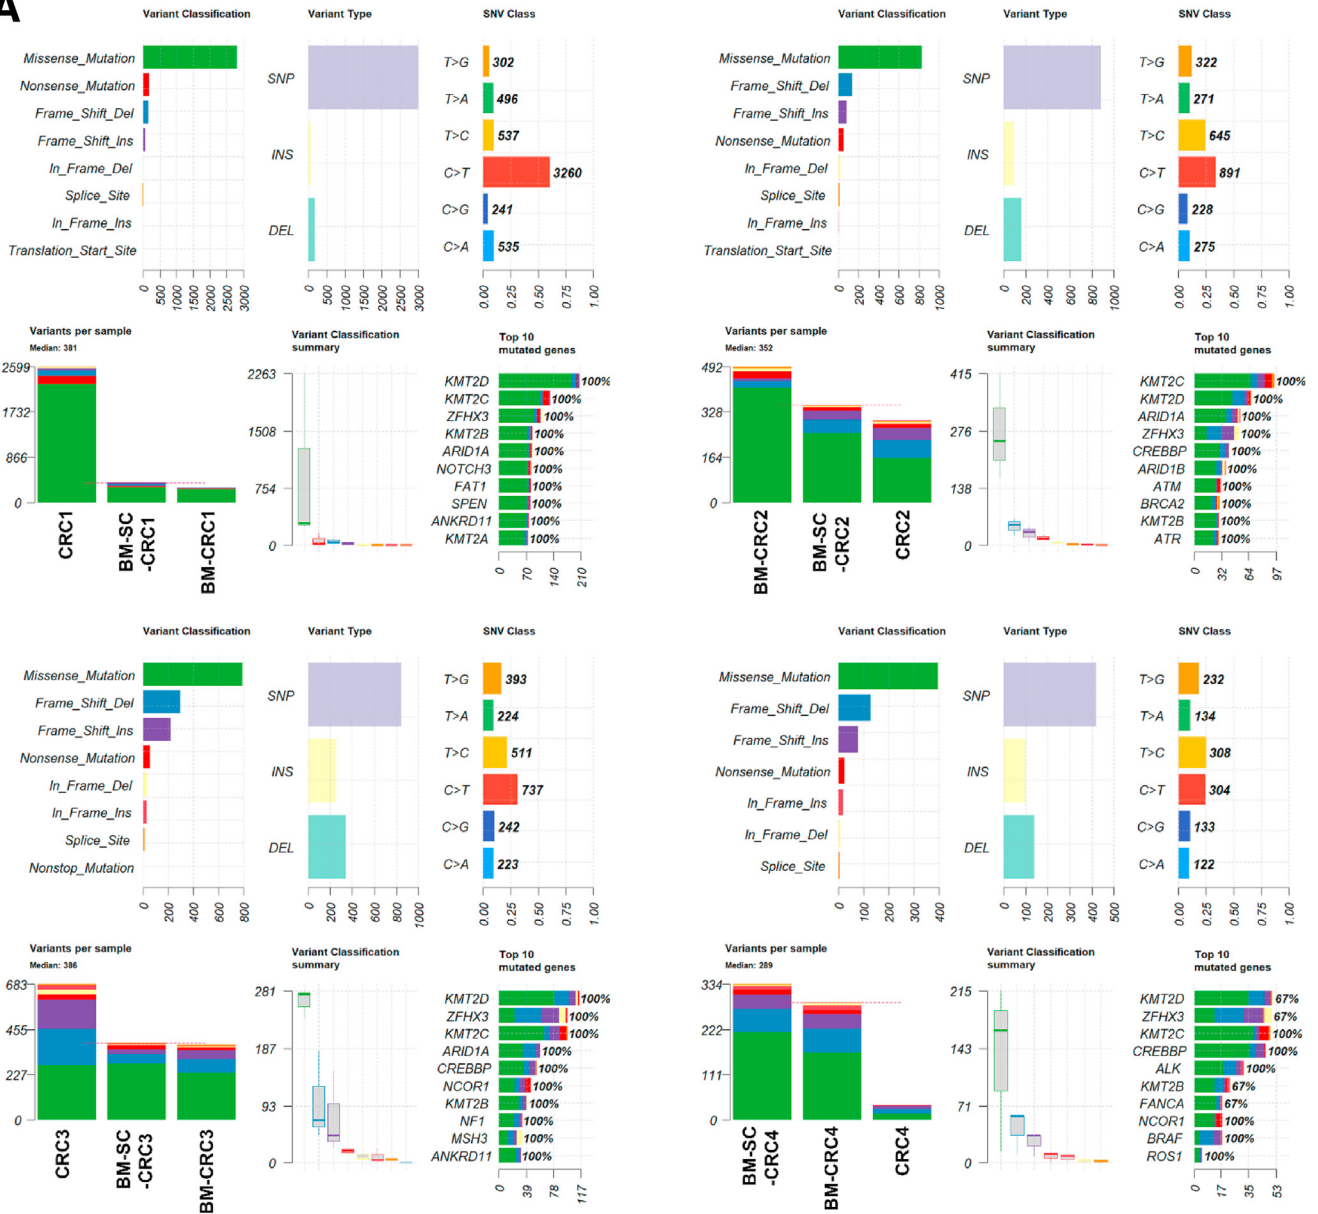 A
Variant Classification
Missense_Mutation
Nonsense_Mutation
Frame_Shift_Del
Frame_Shift_Ins
In_Frame_Del
Splice_Site
In_Frame_Ins
Translation_Start_Site
0 500 1000 1500 2000 2500 3000
Variant Type
SNP
INS
DEL
0 500 1000 1500 2000 2500 3000
SNV Class
T>G 302
T>A 496
T>C 537
C>T 3260
C>G 241
C>A 535
0.00 0.25 0.50 0.75 1.00
Variants per sample
Median: 381
2599
1732
866
0
CRC1
BM-SC
-CRC1
BM-CRC1
Variant Classification
summary
2263
1508
754
0
Top 10
mutated genes
KMT2D 100%
KMT2C 100%
ZFHX3 100%
KMT2B 100%
ARID1A 100%
NOTCH3 100%
FAT1 100%
SPEN 100%
ANKRD11 100%
KMT2A 100%
0 70 140 210
Variant Classification
Missense_Mutation
Frame_Shift_Del
Frame_Shift_Ins
Nonsense_Mutation
In_Frame_Del
Splice_Site
In_Frame_Ins
Translation_Start_Site
0 200 400 600 800 1000
Variant Type
SNP
INS
DEL
0 200 400 600 800 1000
SNV Class
T>G 322
T>A 271
T>C 645
C>T 891
C>G 228
C>A 275
0.00 0.25 0.50 0.75 1.00
Variants per sample
Median: 352
492
328
164
0
BM-CRC2
BM-SC
-CRC2
CRC2
Variant Classification
summary
415
276
138
0
Top 10
mutated genes
KMT2C 100%
KMT2D 100%
ARID1A 100%
ZFHX3 100%
CREBBP 100%
ARID1B 100%
ATM 100%
BRCA2 100%
KMT2B 100%
ATR 100%
0 32 64 97
Variant Classification
Missense_Mutation
Frame_Shift_Del
Frame_Shift_Ins
Nonsense_Mutation
In_Frame_Del
In_Frame_Ins
Splice_Site
Nonstop_Mutation
0 200 400 600 800
Variant Type
SNP
INS
DEL
0 200 400 600 800 1000
SNV Class
T>G 393
T>A 224
T>C 511
C>T 737
C>G 242
C>A 223
0.00 0.25 0.50 0.75 1.00
Variants per sample
Median: 386
683
455
227
0
CRC3
BM-SC
-CRC3
BM-CRC3
Variant Classification
summary
281
187
93
0
Top 10
mutated genes
KMT2D 100%
ZFHX3 100%
KMT2C 100%
ARID1A 100%
CREBBP 100%
NCOR1 100%
KMT2B 100%
NF1 100%
MSH3 100%
ANKRD11 100%
0 39 78 117
Variant Classification
Missense_Mutation
Frame_Shift_Del
Frame_Shift_Ins
Nonsense_Mutation
In_Frame_Ins
In_Frame_Del
Splice_Site
0 100 200 300 400
Variant Type
SNP
INS
DEL
0 100 200 300 400 500
SNV Class
T>G 232
T>A 134
T>C 308
C>T 304
C>G 133
C>A 122
0.00 0.25 0.50 0.75 1.00
Variants per sample
Median: 289
334
222
111
0
BM-SC
-CRC4
BM-CRC4
CRC4
Variant Classification
summary
215
143
71
0
Top 10
mutated genes
KMT2D 67%
ZFHX3 67%
KMT2C 100%
CREBBP 100%
ALK 100%
KMT2B 67%
FANCA 67%
NCOR1 100%
BRAF 100%
ROS1 100%
0 17 35 53